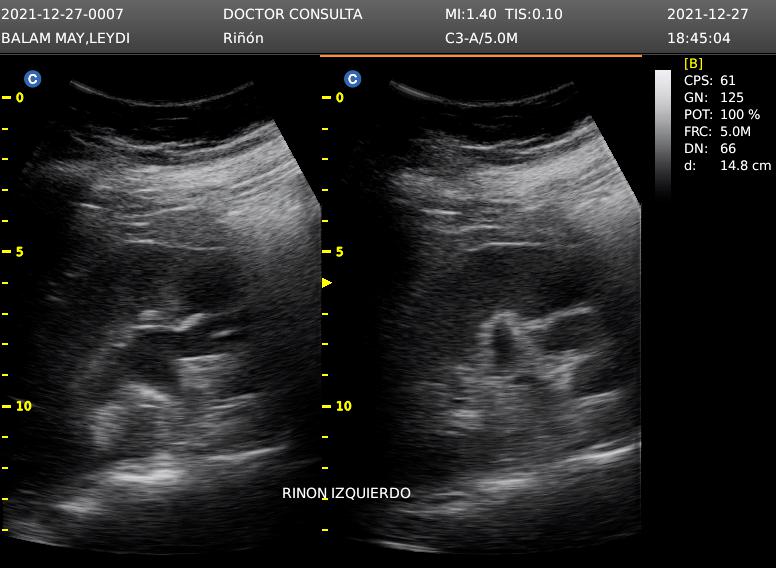 2021-12-27-0007 DOCTOR CONSULTA MI:1.40 TIS:0.10 2021-12-27
BALAM MAY,LEYDI Riñón C3-A/5.0M 18:45:04
C C
[B]
0 0
CPS: 61
GN: 125
POT: 100 %
FRC: 5.0M
DN: 66
d: 14.8 cm
5 5
10 10
RINON IZQUIERDO